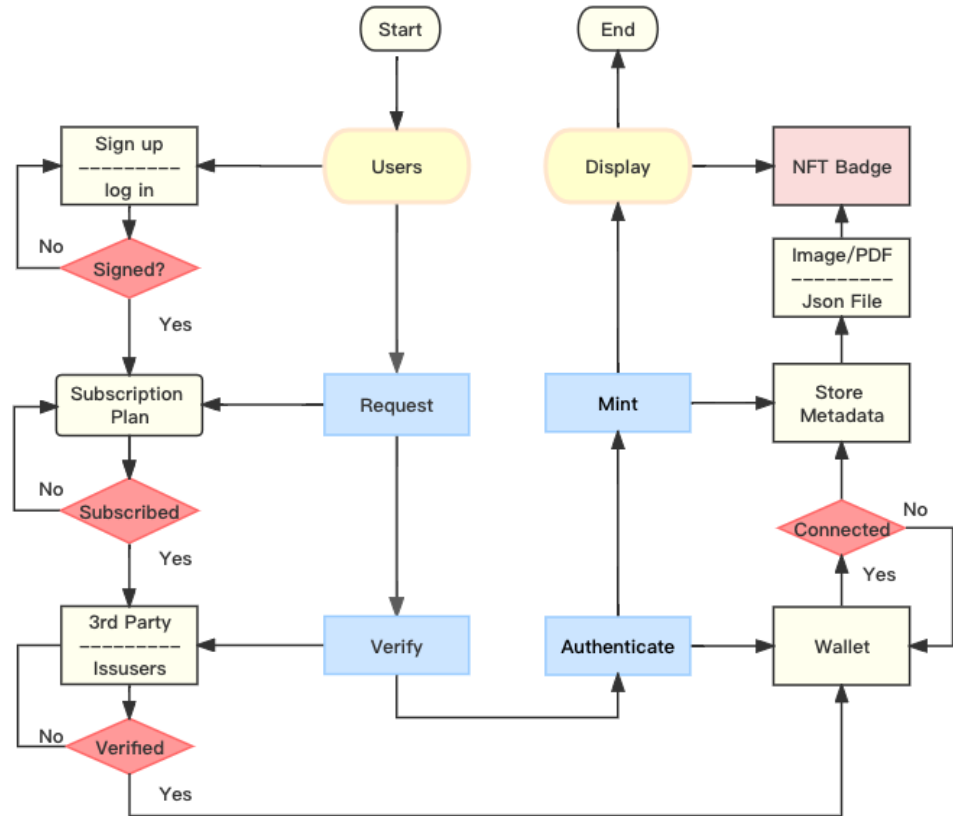 Start
End
Sign up
----------
log in
Users
Display
NFT Badge
No
Signed?
Image/PDF
----------
Json File
Yes
Subscription
Plan
Request
Mint
Store
Metadata
No
Subscribed
Connected
No
Yes
Yes
3rd Party
----------
Issusers
Verify
Authenticate
Wallet
No
Verified
Yes